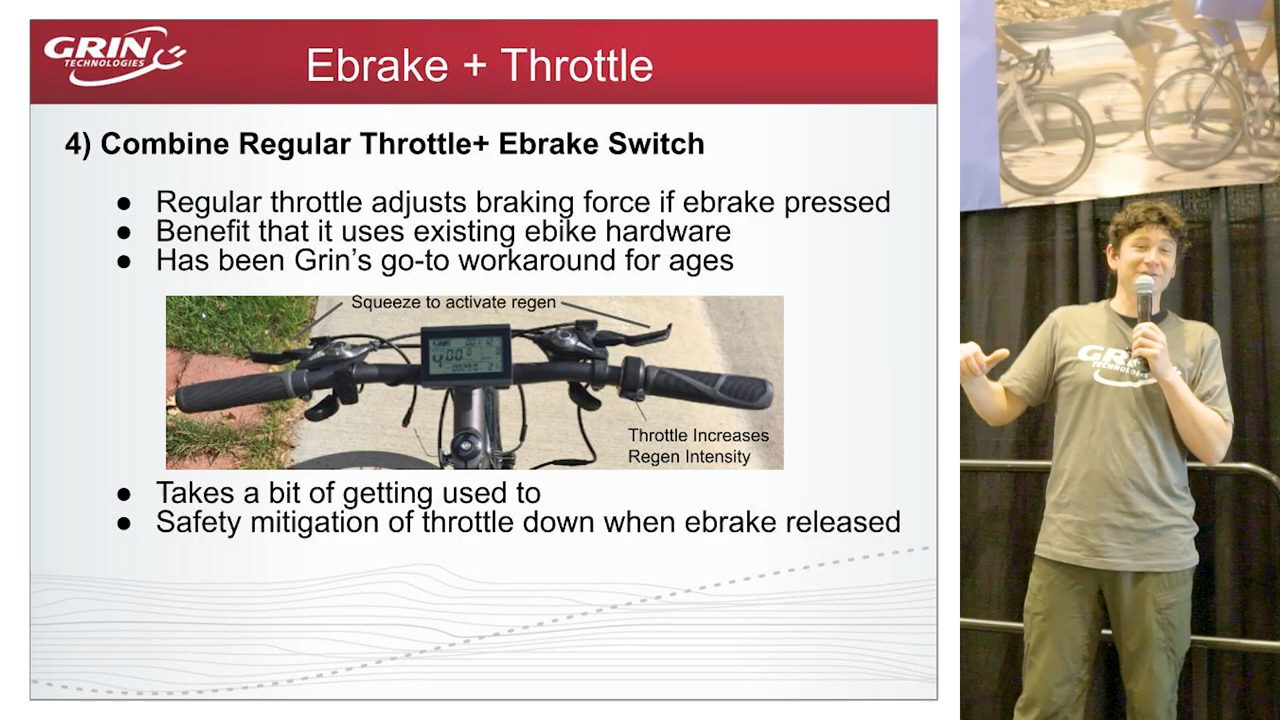 GRIN
TECHNOLOGIES
Ebrake + Throttle
4) Combine Regular Throttle+ Ebrake Switch
● Regular throttle adjusts braking force if ebrake pressed
● Benefit that it uses existing ebike hardware
● Has been Grin's go-to workaround for ages
Squeeze to activate regen
Throttle Increases
Regen Intensity
● Takes a bit of getting used to
● Safety mitigation of throttle down when ebrake released
TECHNOLOGIES